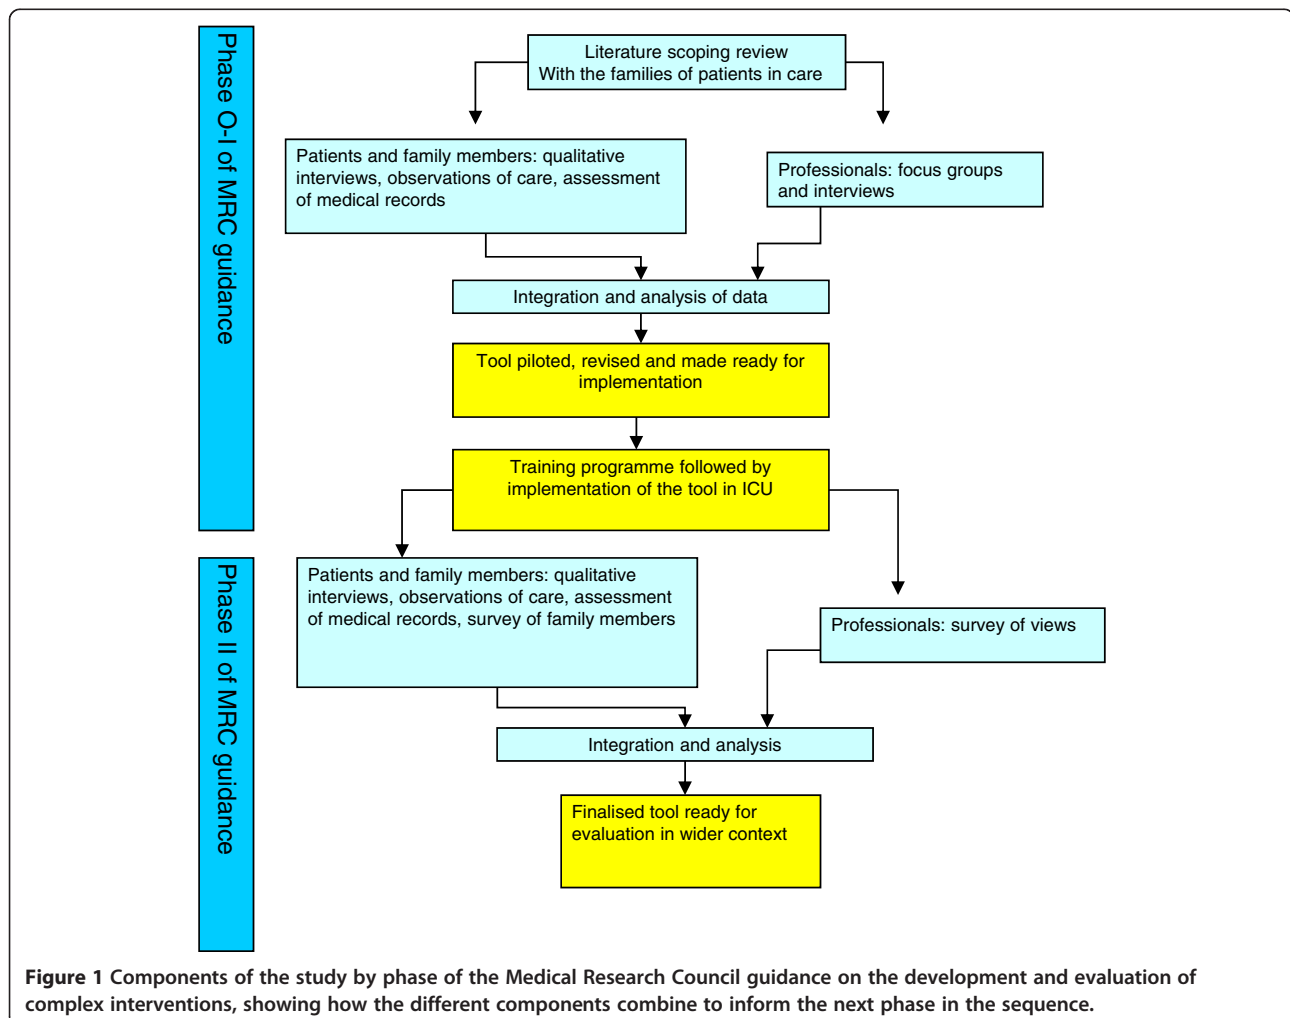 Phase O-I of MRC guidance
Literature scoping review
With the families of patients in care
Patients and family members: qualitative
interviews, observations of care, assessment
of medical records
Professionals: focus groups
and interviews
Integration and analysis of data
Tool piloted, revised and made ready for
implementation
Training programme followed by
implementation of the tool in ICU
Phase II of MRC guidance
Patients and family members: qualitative
interviews, observations of care, assessment
of medical records, survey of family members
Professionals: survey of views
Integration and analysis
Finalised tool ready for
evaluation in wider context
Figure 1 Components of the study by phase of the Medical Research Council guidance on the development and evaluation of
complex interventions, showing how the different components combine to inform the next phase in the sequence.